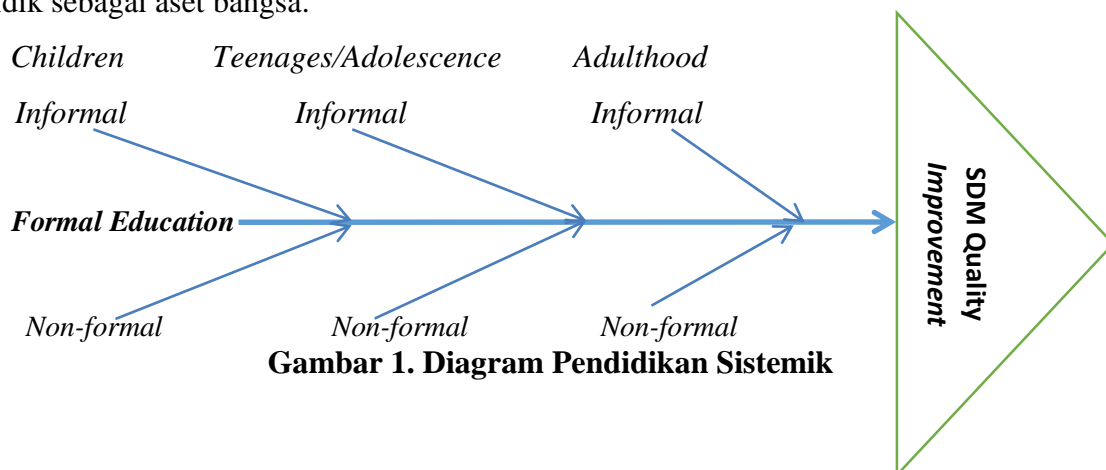 sebagai aset bangsa.
Children Teenages/Adolescence Adulthood
Informal Informal Informal
Formal Education
SDM Quality
Improvement
Non-formal Non-formal Non-formal
Gambar 1. Diagram Pendidikan Sistemik